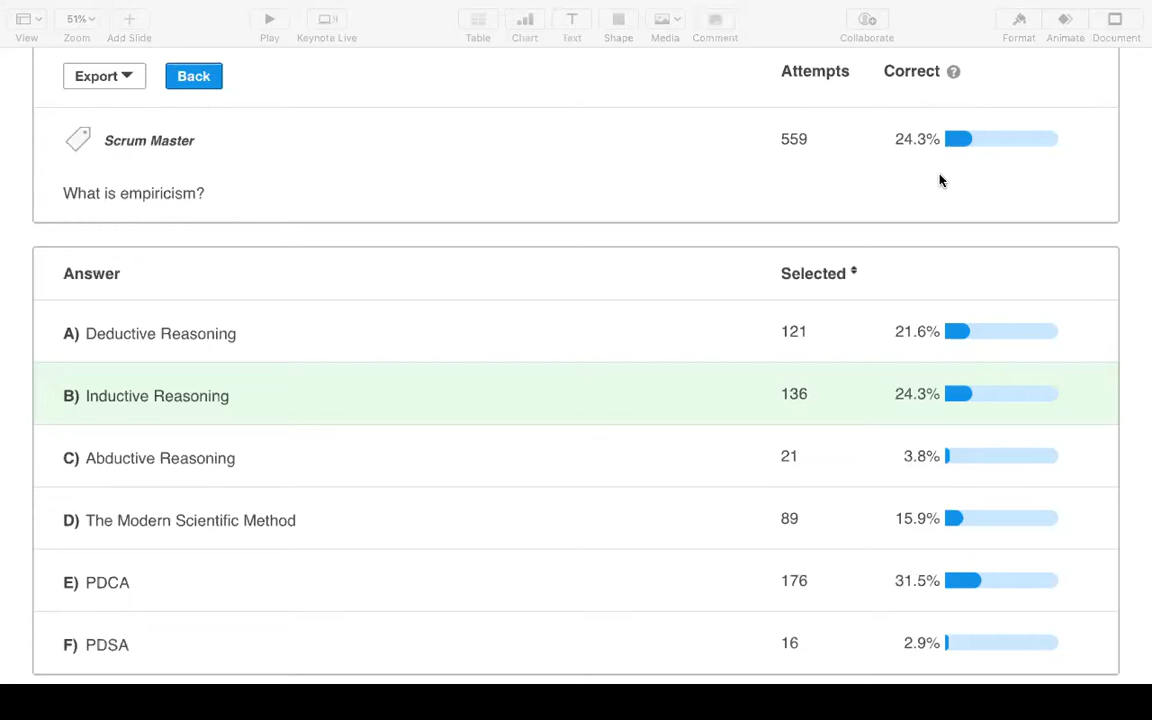 51%
View Zoom Add Slide Play Keynote Live Table Chart Text Shape Media Comment Collaborate Format Animate Document
Export Back Attempts Correct ?
Scrum Master 559 24.3%
What is empiricism?
Answer Selected
A) Deductive Reasoning 121 21.6%
B) Inductive Reasoning 136 24.3%
C) Abductive Reasoning 21 3.8%
D) The Modern Scientific Method 89 15.9%
E) PDCA 176 31.5%
F) PDSA 16 2.9%